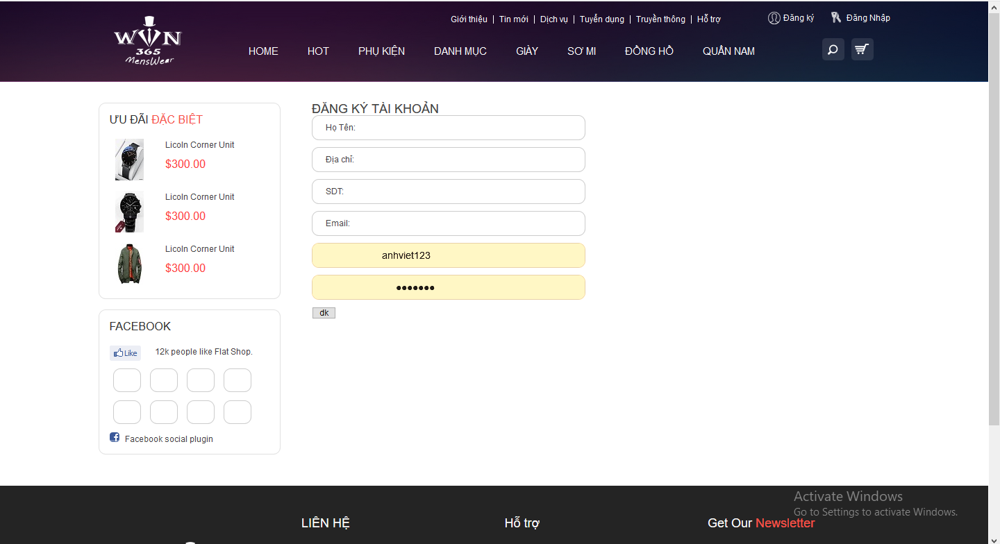 Giới thiệu | Tin mới | Dịch vụ | Tuyển dụng | Truyền thông | Hỗ trợ
Đăng ký Đăng Nhập
WIN
365
MensWear
HOME HOT PHỤ KIỆN DANH MỤC GIÀY SƠ MI ĐỒNG HỒ QUẦN NAM
ƯU ĐÃI ĐẶC BIỆT
Licoln Corner Unit
$300.00
Licoln Corner Unit
$300.00
Licoln Corner Unit
$300.00
FACEBOOK
Like 12k people like Flat Shop.
Facebook social plugin
ĐĂNG KÝ TÀI KHOẢN
Họ Tên:
Địa chỉ:
SDT:
Email:
anhviet123
•••••••
dk
Activate Windows
Go to Settings to activate Windows.
LIÊN HỆ Hỗ trợ Get Our Newsletter